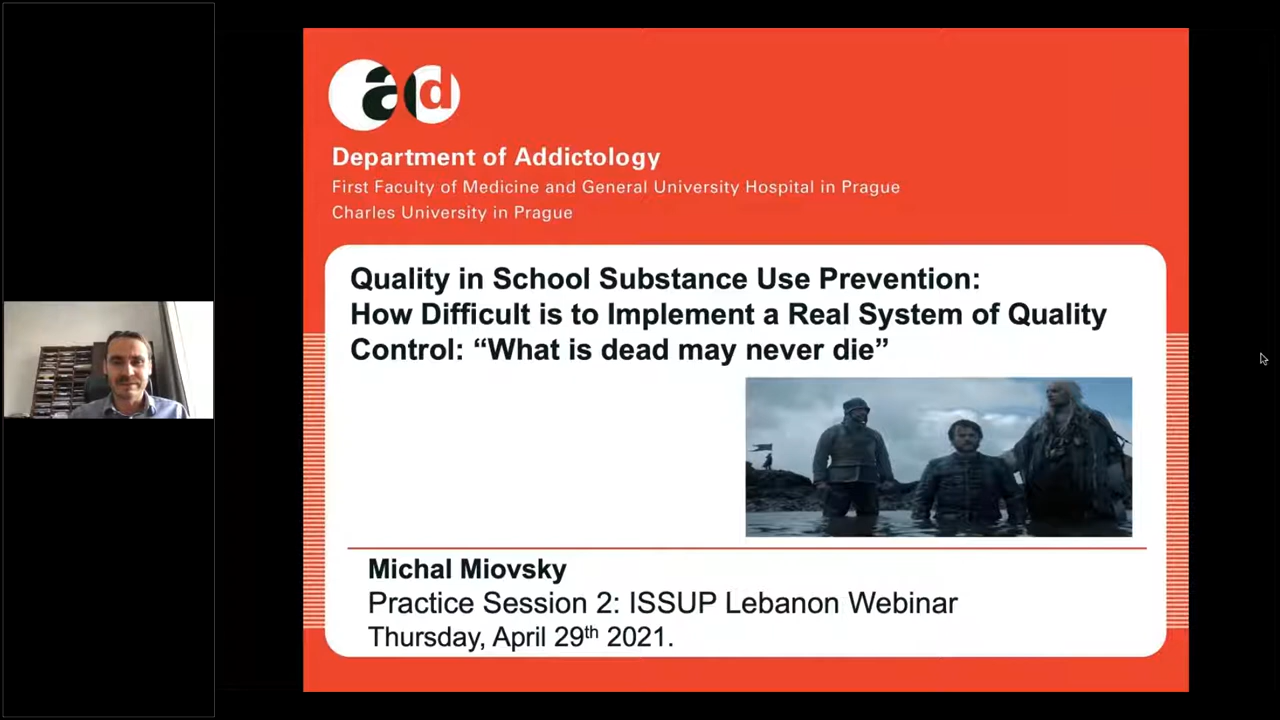 ad
Department of Addictology
First Faculty of Medicine and General University Hospital in Prague
Charles University in Prague
Quality in School Substance Use Prevention:
How Difficult is to Implement a Real System of Quality
Control: “What is dead may never die”
Michal Miovsky
Practice Session 2: ISSUP Lebanon Webinar
Thursday, April 29th 2021.